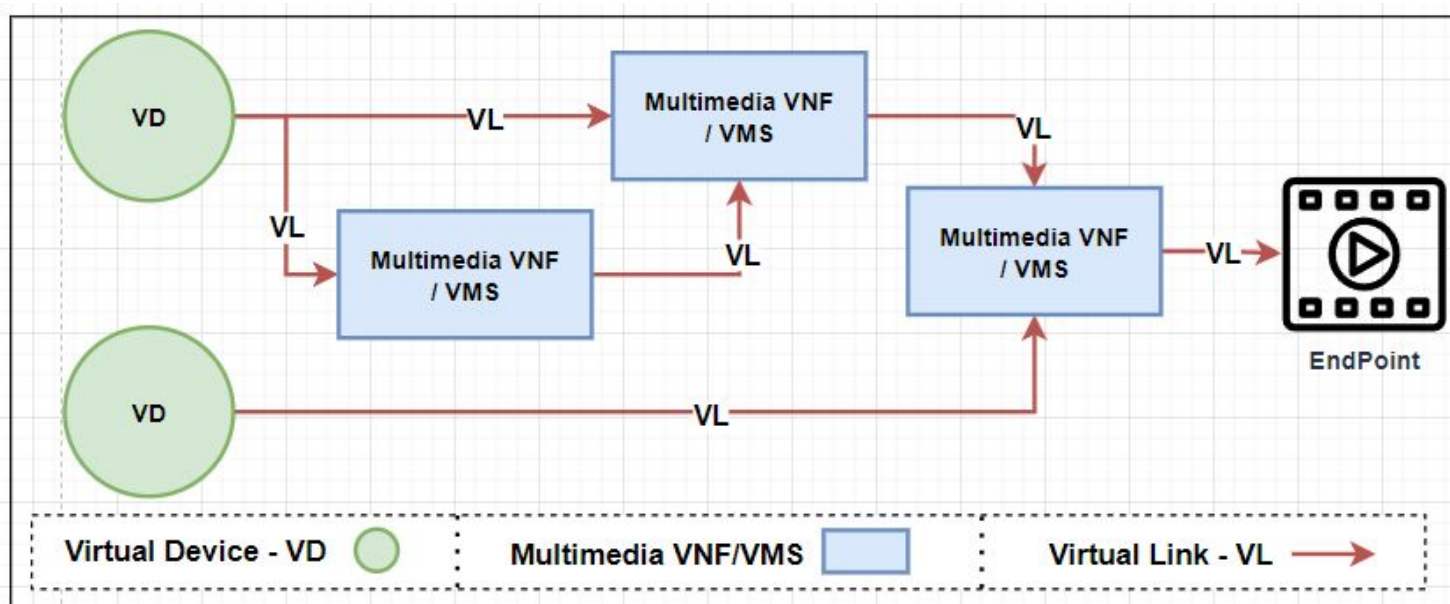 VD
VL
Multimedia VNF
/ VMS
VL
VL
Multimedia VNF
/ VMS
VL
Multimedia VNF
/ VMS
VL
EndPoint
VD
VL
Virtual Device - VD
Multimedia VNF/VMS
Virtual Link - VL